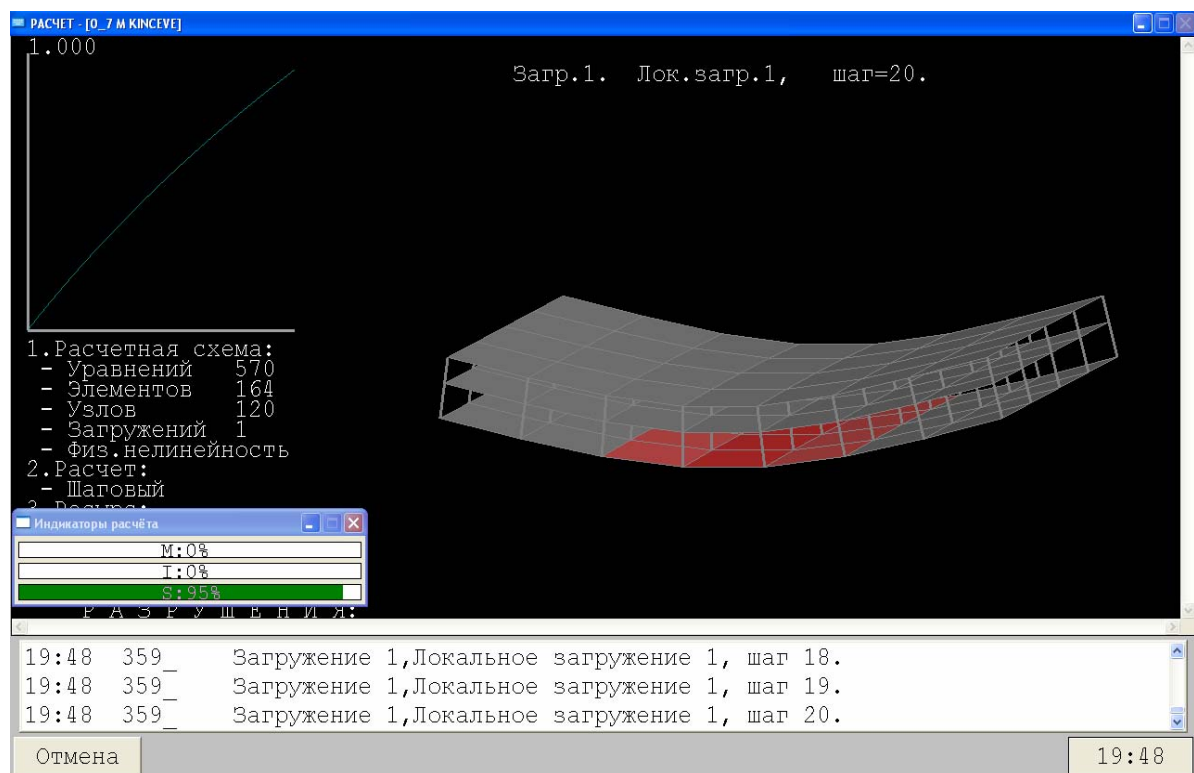 РАСЧЕТ - [0_7 M KINCEVE]
1.000
Загр.1. Лок.загр.1, шаг=20.
1.Расчетная схема:
- Уравнений 570
- Элементов 164
- Узлов 120
- Загружений 1
- Физ.нелинейность
2.Расчет:
- Шаговый
Индикаторы расчёта
M:0%
I:0%
S:95%
Р А З Р У Ш Е Н И Я:
19:48 359_ Загружение 1,Локальное загружение 1, шаг 18.
19:48 359_ Загружение 1,Локальное загружение 1, шаг 19.
19:48 359_ Загружение 1,Локальное загружение 1, шаг 20.
Отмена
19:48